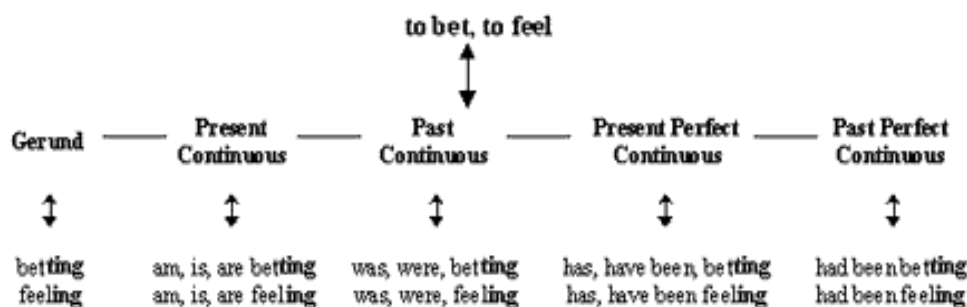 to bet, to feel
Gerund
Present Continuous
Past Continuous
Present Perfect Continuous
Past Perfect Continuous
betting
am, is, are betting
was, were, betting
has, have been, betting
had been betting
feeling
am, is, are feeling
was, were, feeling
has, have been feeling
had been feeling